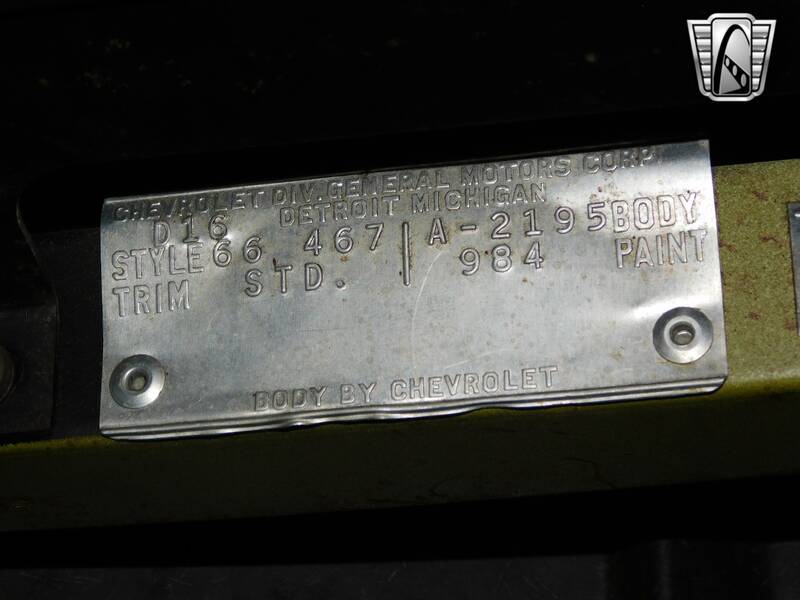 CHEVROLET DIV. GENERAL MOTORS CORP.
DETROIT MICHIGAN
D16
STYLE 66 467 A-2195 BODY
TRIM STD. 984 PAINT
BODY BY CHEVROLET